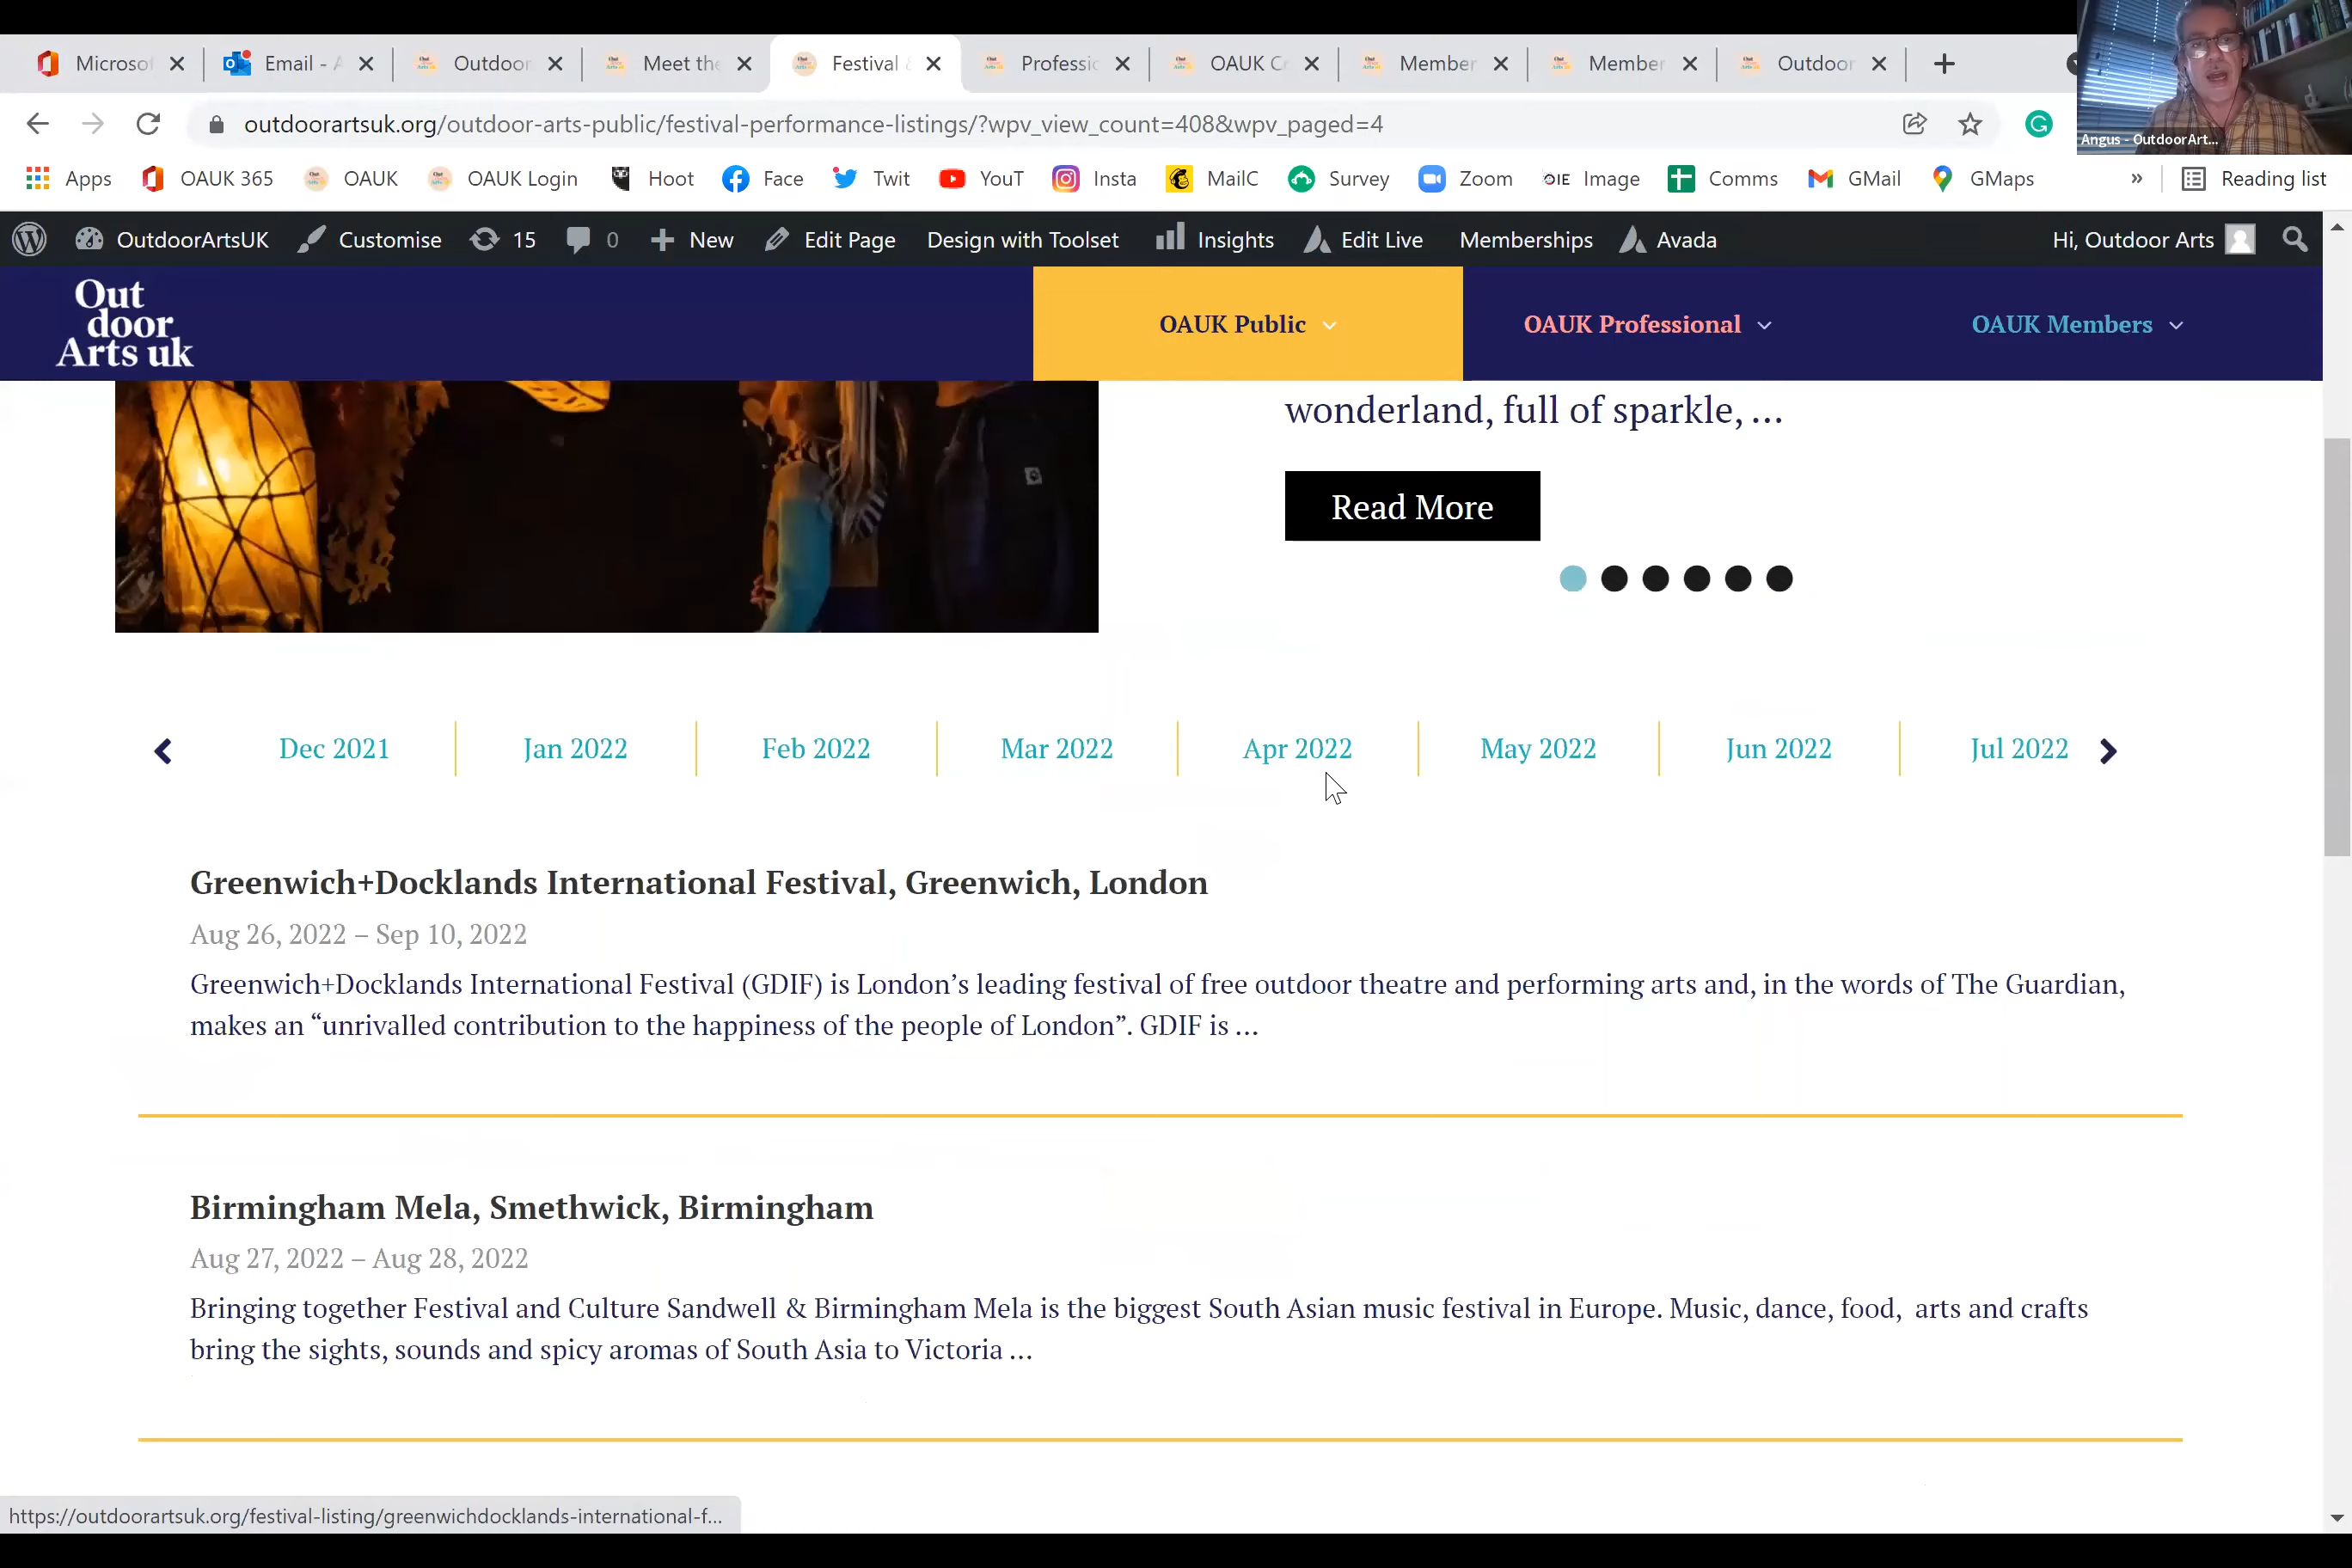 Microsof
Email - A
Outdoor
Meet the
Festival &
Professio
OAUK Co
Member
Member
Outdoor
outdoorartsuk.org/outdoor-arts-public/festival-performance-listings/?wpv_view_count=408&wpv_paged=4
Angus - OutdoorArt...
Apps
OAUK 365
OAUK
OAUK Login
Hoot
Face
Twit
YouT
Insta
MailC
Survey
Zoom
OIE Image
Comms
GMail
GMaps
»
Reading list
OutdoorArtsUK
Customise
15
0
New
Edit Page
Design with Toolset
Insights
Edit Live
Memberships
Avada
Hi, Outdoor Arts
Out
door
Arts uk
OAUK Public
OAUK Professional
OAUK Members
wonderland, full of sparkle, ...
Read More
Dec 2021
Jan 2022
Feb 2022
Mar 2022
Apr 2022
May 2022
Jun 2022
Jul 2022
Greenwich+Docklands International Festival, Greenwich, London
Aug 26, 2022 – Sep 10, 2022
Greenwich+Docklands International Festival (GDIF) is London’s leading festival of free outdoor theatre and performing arts and, in the words of The Guardian,
makes an “unrivalled contribution to the happiness of the people of London”. GDIF is ...
Birmingham Mela, Smethwick, Birmingham
Aug 27, 2022 – Aug 28, 2022
Bringing together Festival and Culture Sandwell & Birmingham Mela is the biggest South Asian music festival in Europe. Music, dance, food, arts and crafts
bring the sights, sounds and spicy aromas of South Asia to Victoria ...
https://outdoorartsuk.org/festival-listing/greenwichdocklands-international-f...